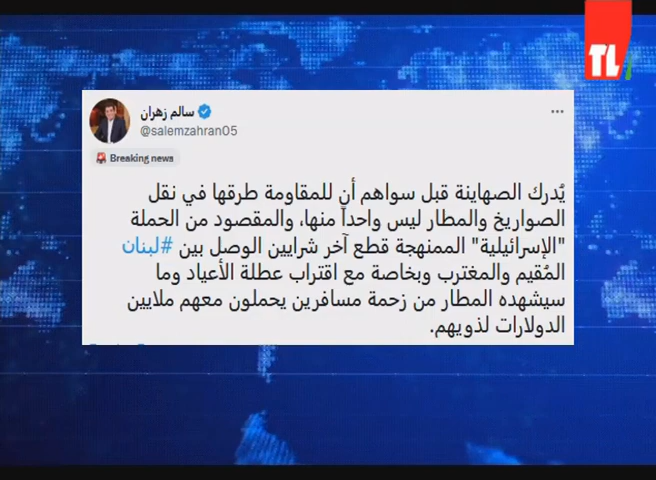 TL
سالم زهران
@salemzahran05
Breaking news
يُدرك الصهاينة قبل سواهم أن للمقاومة طرقها في نقل
الصواريخ والمطار ليس واحداً منها، والمقصود من الحملة
"الإسرائيلية" الممنهجة قطع آخر شرايين الوصل بين #لبنان
المُقيم والمغترب وبخاصة مع اقتراب عطلة الأعياد وما
سيشهده المطار من زحمة مسافرين يحملون معهم ملايين
الدولارات لذويهم.